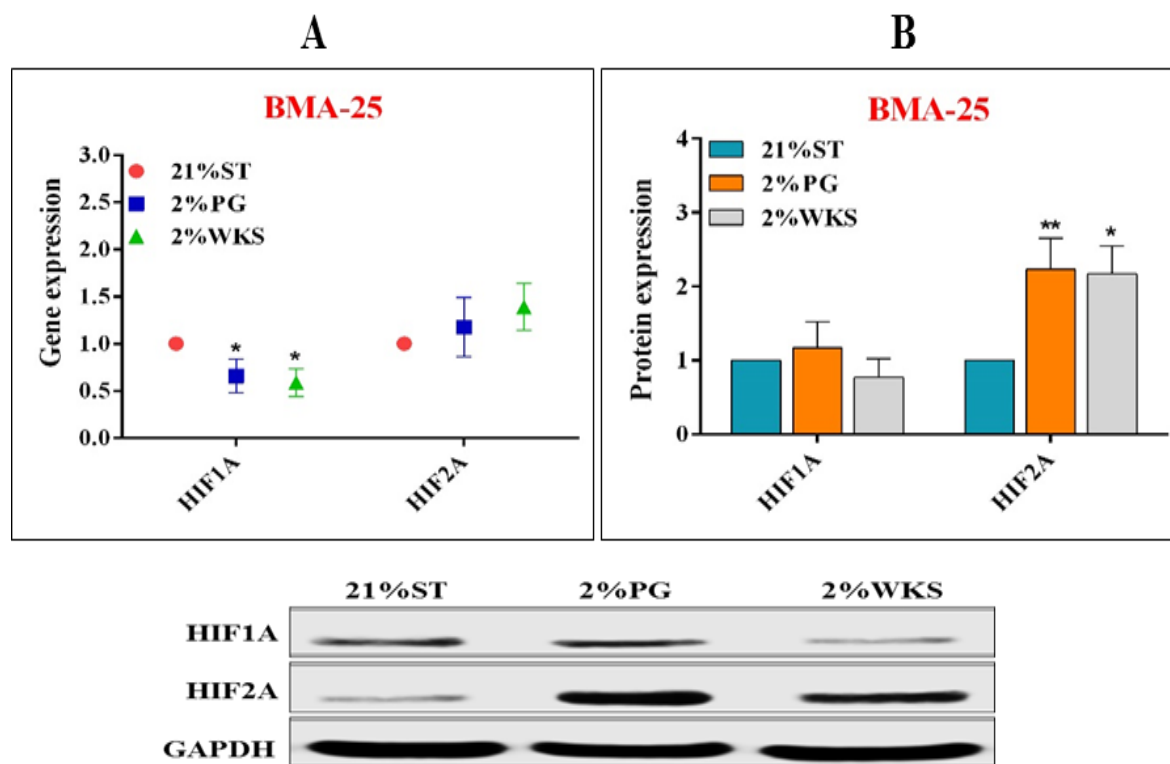 A
B
BMA-25
3.0
2.5
2.0
1.5
1.0
0.5
0.0
Gene expression
21%ST
2%PG
2%WKS
* *
HIF1A
HIF2A
BMA-25
4
3
2
1
0
Protein expression
21%ST
2%PG
2%WKS
** *
HIF1A
HIF2A
21%ST 2%PG 2%WKS
HIF1A
HIF2A
GAPDH